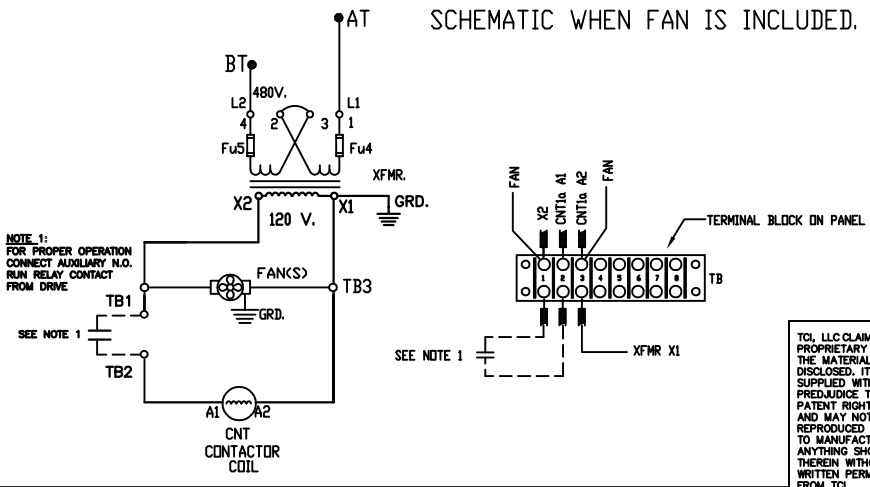 SCHEMATIC WHEN FAN IS INCLUDED.
AT
BT
480V.
L2
L1
4
2
3
1
Fu5
Fu4
XFMR.
X2
X1
GRD.
120 V.
NOTE 1:
FOR PROPER OPERATION
CONNECT AUXILIARY N.O.
RUN RELAY CONTACT
FROM DRIVE
FAN(S)
TB3
GRD.
TB1
SEE NOTE 1
TB2
A1
A2
CNT
CONTACTOR
COIL
FAN
X2
CNT1a A1
CNT1a A2
FAN
TERMINAL BLOCK ON PANEL
1
2
3
4
5
6
7
8
TB
SEE NOTE 1
XFMR X1
TCI, LLC CLAIM
PROPRIETARY
THE MATERIAL
DISCLOSED. IT
SUPPLIED WIT
PREDJUDICE T
PATENT RIGHT
AND MAY NOT
REPRODUCED
TO MANUFACT
ANYTHING SHO
THEREIN WITH
WRITTEN PERM
FROM TCI